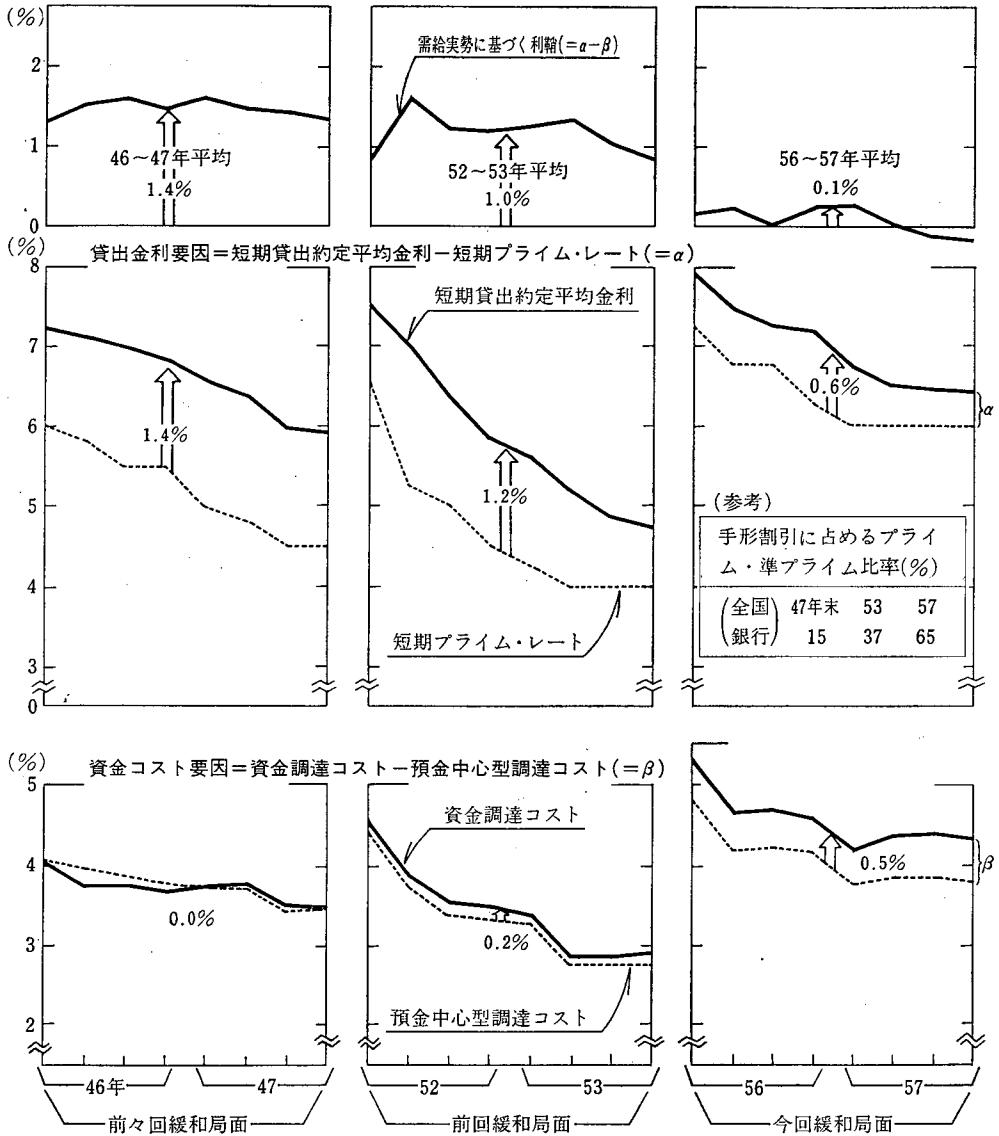 (%)
2
1
0
46～47年平均
1.4%
需給実勢に基づく利鞘(=α−β)
52～53年平均
1.0%
56～57年平均
0.1%
(%)
貸出金利要因=短期貸出約定平均金利−短期プライム・レート(=α)
8
7
6
5
4
3
0
1.4%
短期貸出約定平均金利
1.2%
短期プライム・レート
0.6%
α
(参考)
手形割引に占めるプライ
ム・準プライム比率(%)
(全国銀行) 47年末 53 57
15 37 65
(%)
資金コスト要因=資金調達コスト−預金中心型調達コスト(=β)
5
4
3
2
0
0.0%
資金調達コスト
0.2%
預金中心型調達コスト
0.5%
β
46年 47
52 53
56 57
前々回緩和局面
前回緩和局面
今回緩和局面